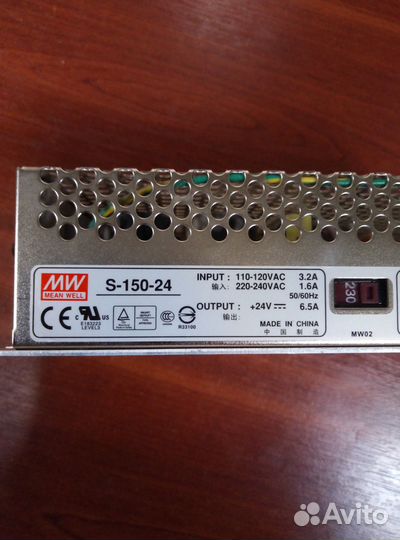 MW
MEAN WELL
S-150-24
INPUT : 110-120VAC 3.2A
输入: 220-240VAC 1.6A
50/60Hz
OUTPUT : +24V 6.5A
输出:
MADE IN CHINA
中 国 制 造
E183223
LEVEL3
R33100
230
MW02
Avito